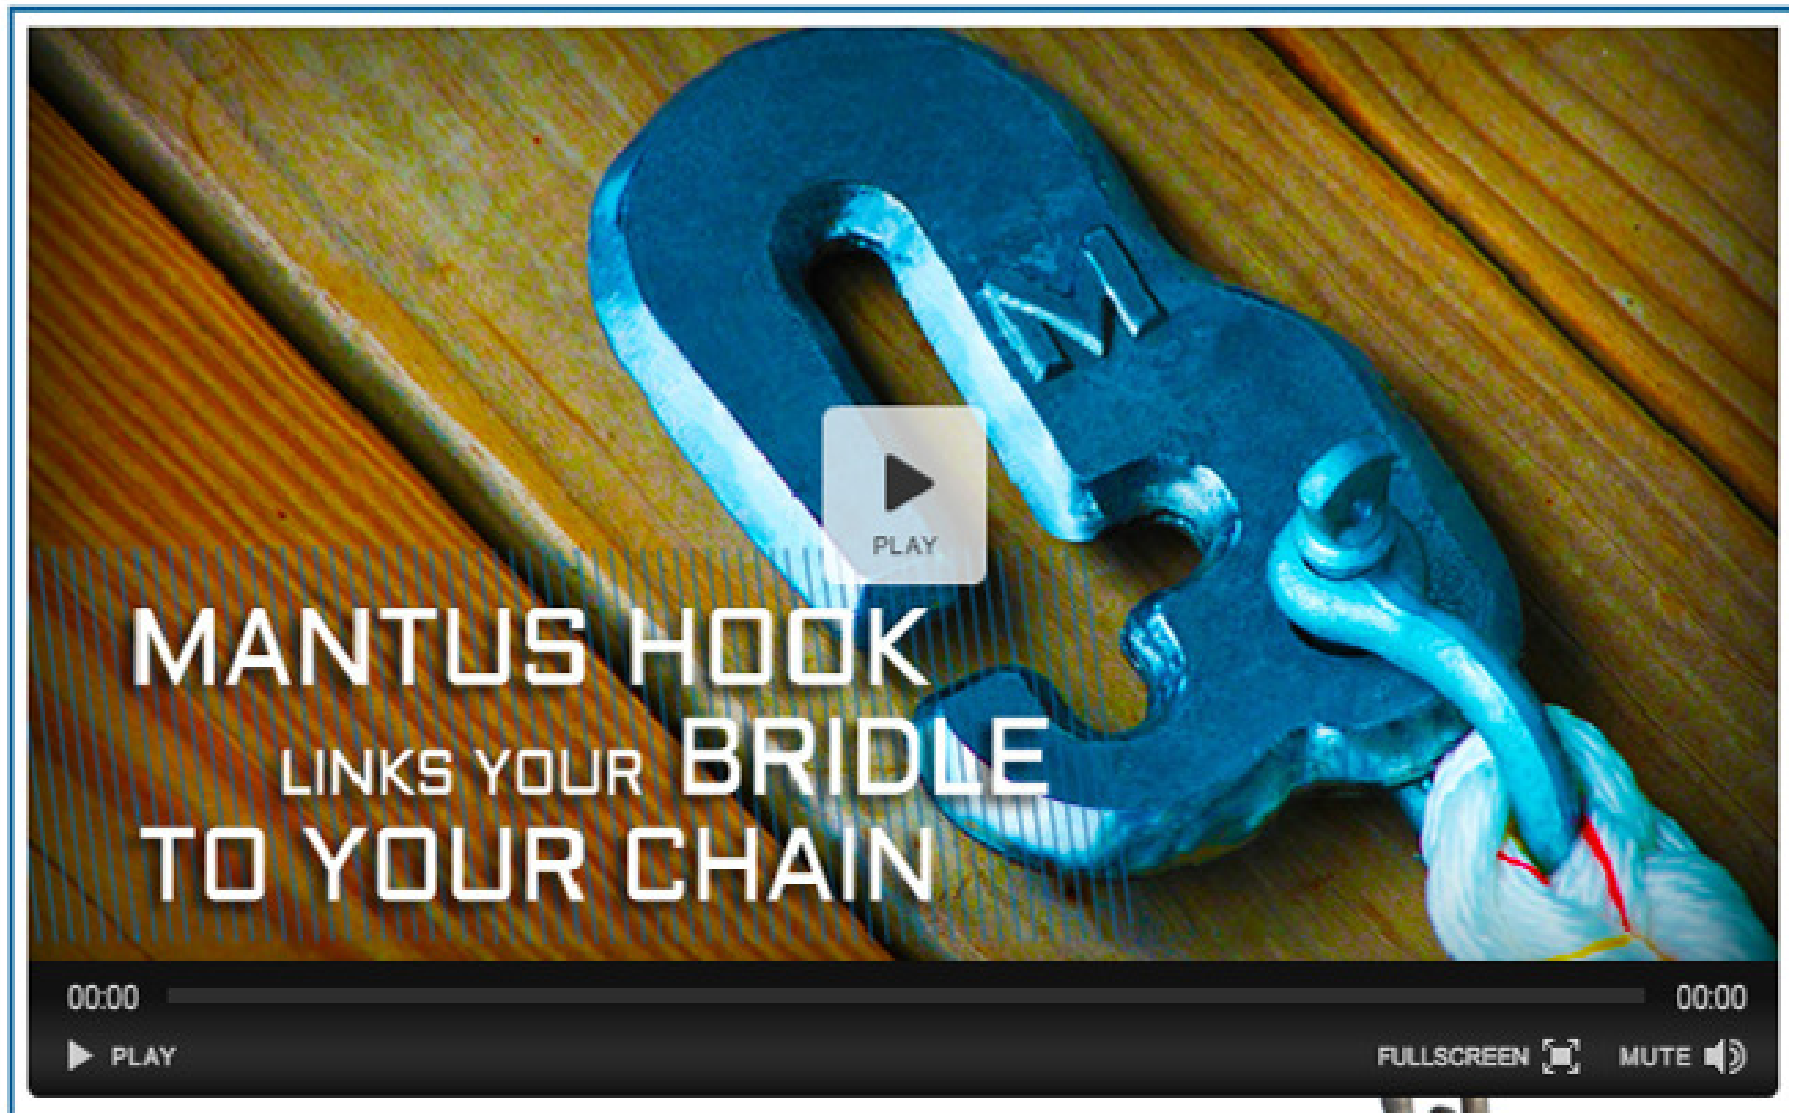 M
PLAY
MANTUS HOOK
LINKS YOUR BRIDLE
TO YOUR CHAIN
00:00 00:00
PLAY FULLSCREEN MUTE